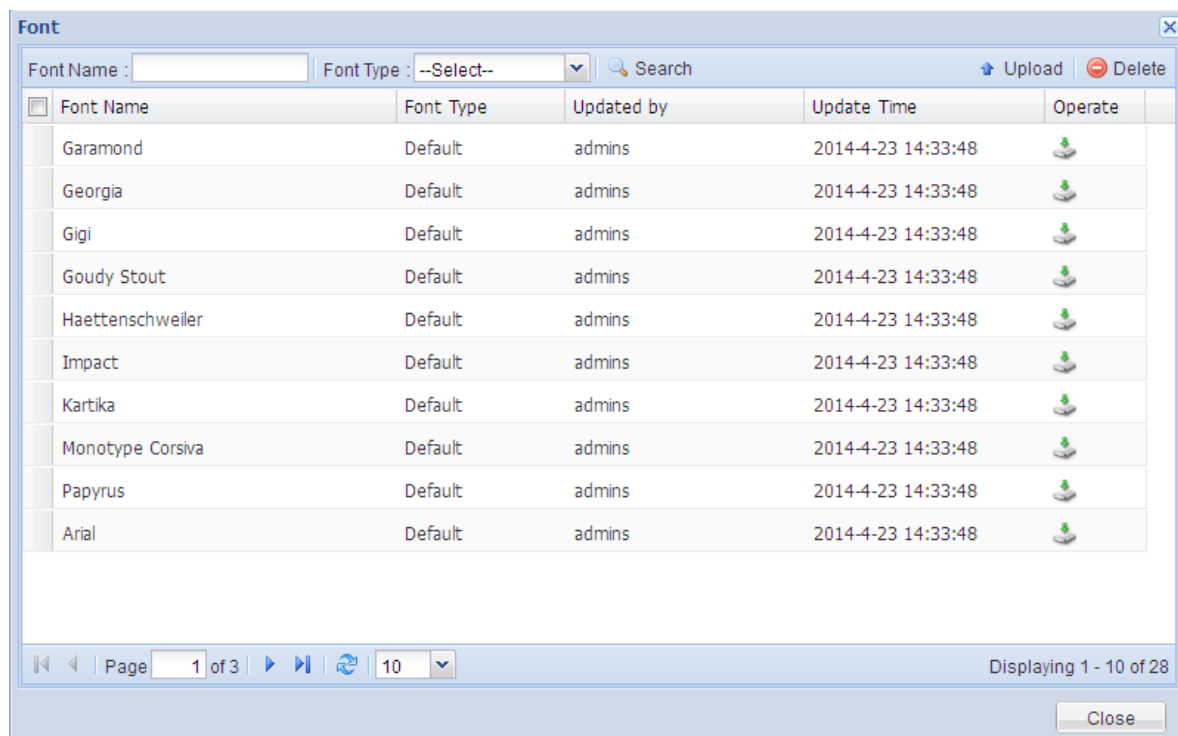 Font
Font Name : Font Type : --Select-- Search Upload Delete
Font Name Font Type Updated by Update Time Operate
Garamond Default admins 2014-4-23 14:33:48
Georgia Default admins 2014-4-23 14:33:48
Gigi Default admins 2014-4-23 14:33:48
Goudy Stout Default admins 2014-4-23 14:33:48
Haettenschweiler Default admins 2014-4-23 14:33:48
Impact Default admins 2014-4-23 14:33:48
Kartika Default admins 2014-4-23 14:33:48
Monotype Corsiva Default admins 2014-4-23 14:33:48
Papyrus Default admins 2014-4-23 14:33:48
Arial Default admins 2014-4-23 14:33:48
Page 1 of 3 10 Displaying 1 - 10 of 28
Close